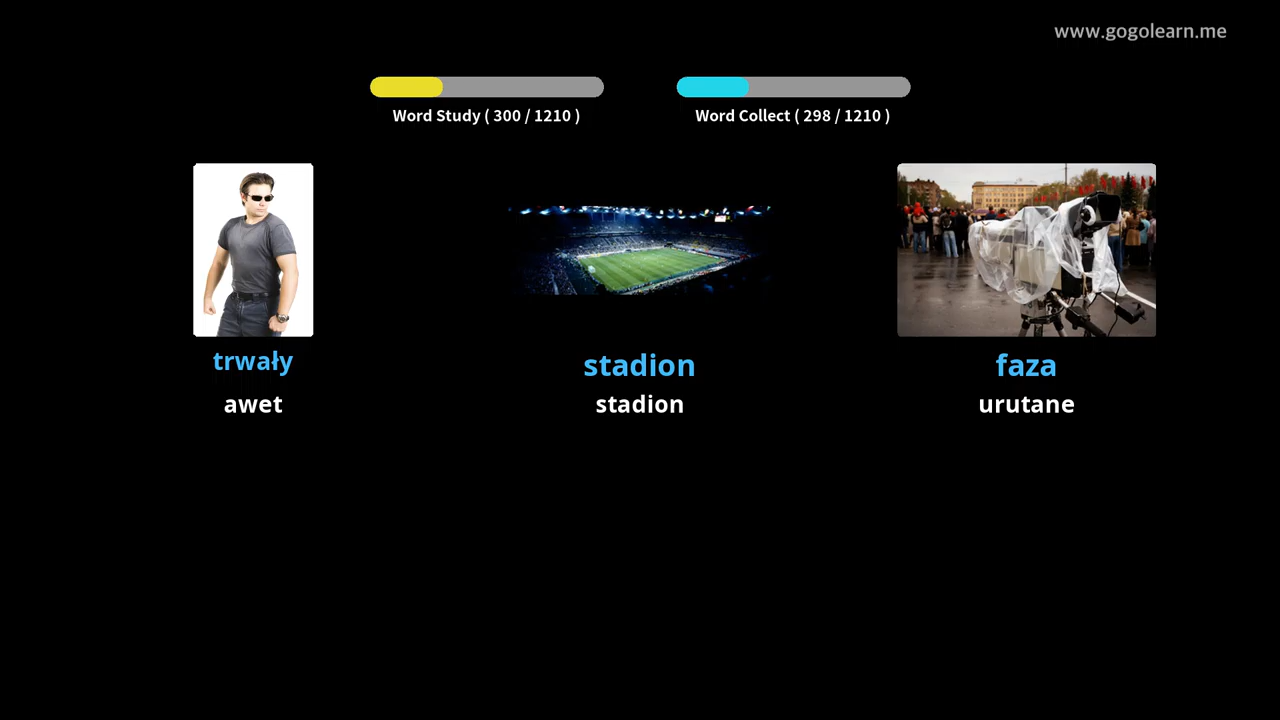 www.gogolearn.me
Word Study ( 300 / 1210 )
Word Collect ( 298 / 1210 )
trwały
stadion
faza
awet
stadion
urutane